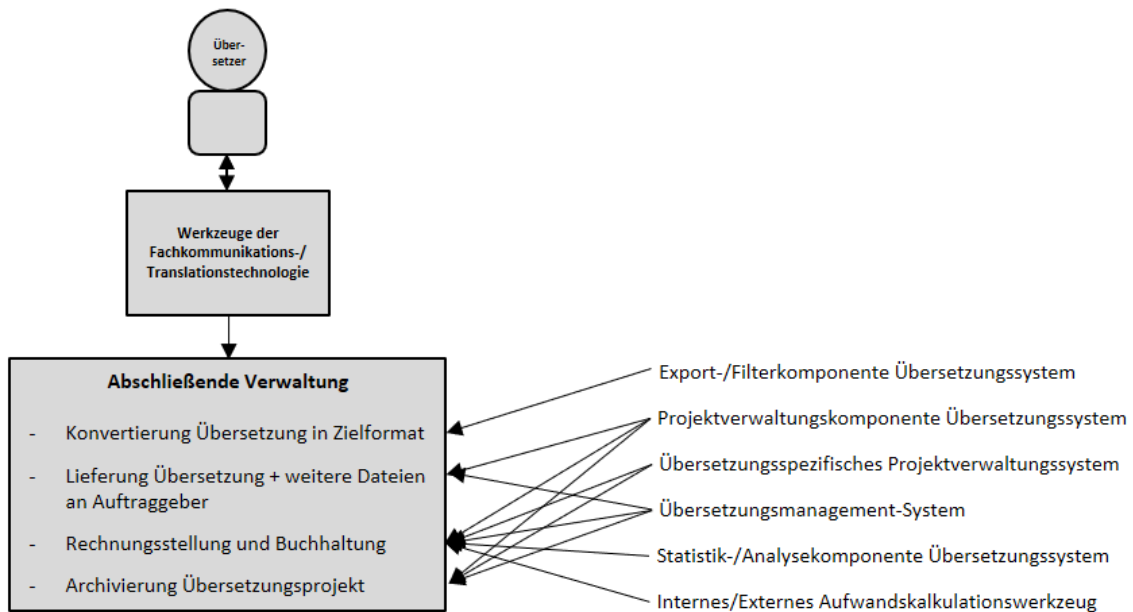 Über-
setzer
Werkzeuge der
Fachkommunikations-/
Translationstechnologie
Abschließende Verwaltung
- Konvertierung Übersetzung in Zielformat
- Lieferung Übersetzung + weitere Dateien
an Auftraggeber
- Rechnungsstellung und Buchhaltung
- Archivierung Übersetzungsprojekt
Export-/Filterkomponente Übersetzungssystem
Projektverwaltungskomponente Übersetzungssystem
Übersetzungsspezifisches Projektverwaltungssystem
Übersetzungsmanagement-System
Statistik-/Analysekomponente Übersetzungssystem
Internes/Externes Aufwandskalkulationswerkzeug